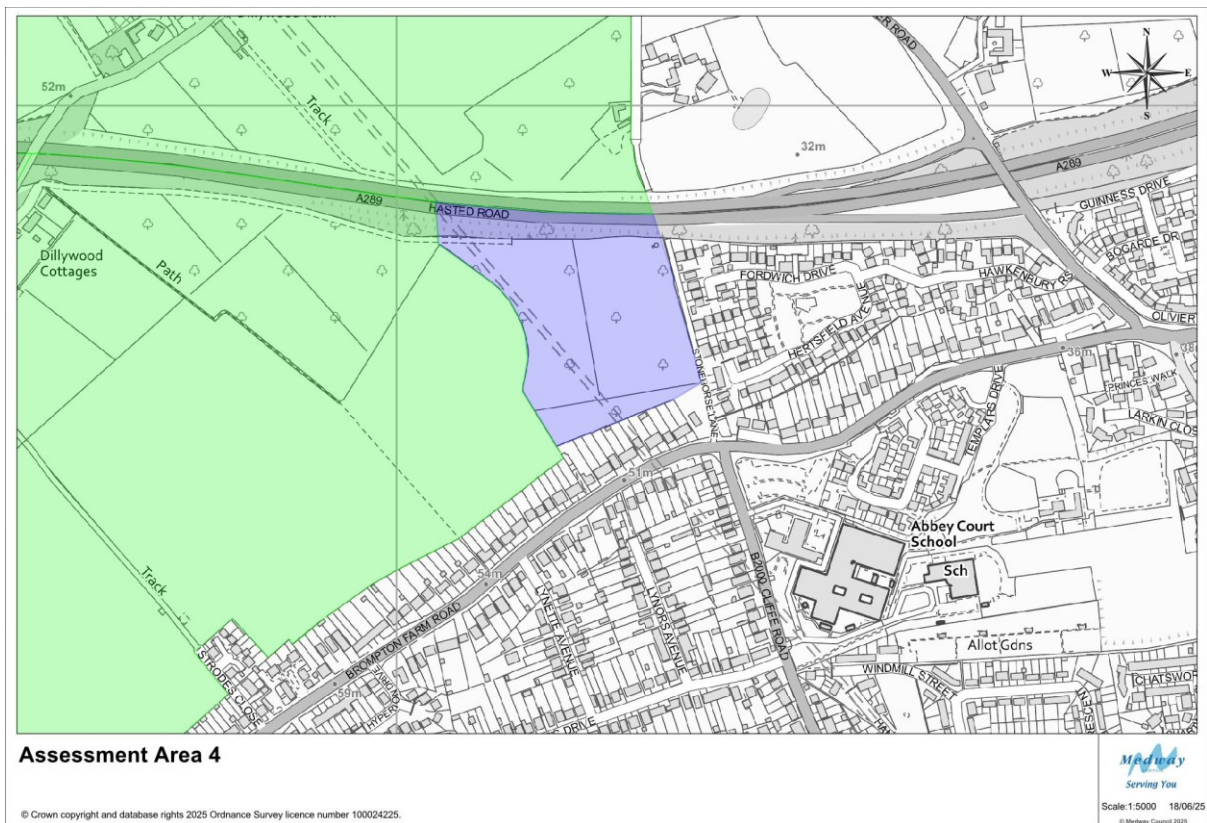 52m
Track
N
W E
S
32m
A289
A289
HASTED ROAD
GUINNESS DRIVE
BOGARDE DR
Dillywood
Cottages
Path
FORDWICH DRIVE
HAWKENBURY
HERTSFIELD AVENUE
OLIVIER
STONEHORSE LANE
36m
38m
PRINCES WALK
LARKIN CLOS
TEMPLARS DRIVE
51m
Abbey Court
School
Sch
B2000 CLIFFE ROAD
54m
Track
LYNETTE AVENUE
LYNORS AVENUE
BROMPTON FARM ROAD
Allot Gdns
STRODES CLOSE
59m
WINDMILL STREET
CHATSWOR
DRIVE
Assessment Area 4
Medway
Serving You
Scale:1:5000 18/06/25
© Crown copyright and database rights 2025 Ordnance Survey licence number 100024225.
© Medway Council 2025